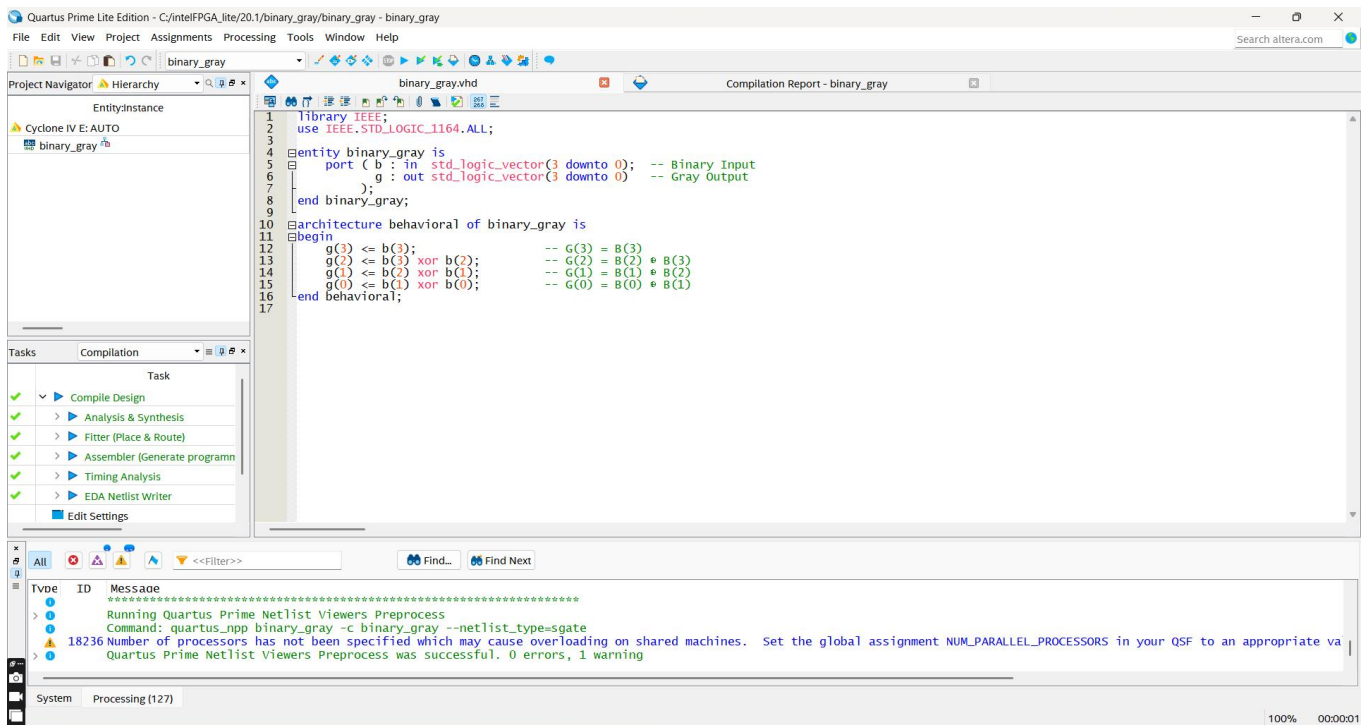 Quartus Prime Lite Edition - C:/intelFPGA_lite/20.1/binary_gray/binary_gray - binary_gray
File Edit View Project Assignments Processing Tools Window Help
Search altera.com
binary_gray
Project Navigator Hierarchy
Entity:Instance
Cyclone IV E: AUTO
binary_gray
binary_gray.vhd
Compilation Report - binary_gray
1 library IEEE;
2 use IEEE.STD_LOGIC_1164.ALL;
3
4 entity binary_gray is
5 port ( b : in std_logic_vector(3 downto 0); -- Binary Input
6 g : out std_logic_vector(3 downto 0) -- Gray Output
7 );
8 end binary_gray;
9
10 architecture behavioral of binary_gray is
11 begin
12 g(3) <= b(3); -- G(3) = B(3)
13 g(2) <= b(3) xor b(2); -- G(2) = B(2) ⊕ B(3)
14 g(1) <= b(2) xor b(1); -- G(1) = B(1) ⊕ B(2)
15 g(0) <= b(1) xor b(0); -- G(0) = B(0) ⊕ B(1)
16 end behavioral;
17
Tasks Compilation
Task
Compile Design
Analysis & Synthesis
Fitter (Place & Route)
Assembler (Generate programm
Timing Analysis
EDA Netlist Writer
Edit Settings
All <<Filter>> Find... Find Next
Type ID Message
*******************************************************************
Running Quartus Prime Netlist Viewers Preprocess
Command: quartus_npp binary_gray -c binary_gray --netlist_type=sgate
18236 Number of processors has not been specified which may cause overloading on shared machines. Set the global assignment NUM_PARALLEL_PROCESSORS in your QSF to an appropriate va
Quartus Prime Netlist Viewers Preprocess was successful. 0 errors, 1 warning
System Processing (127)
100% 00:00:01